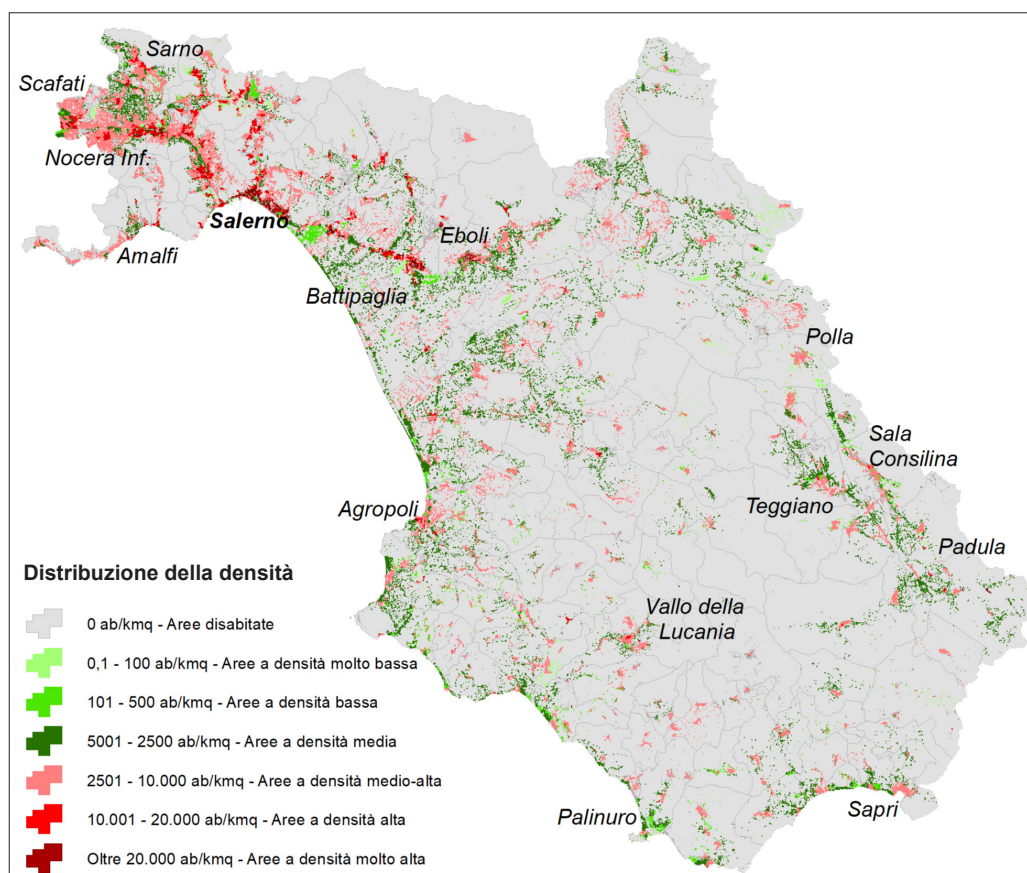 Sarno
Scafati
Nocera Inf.
Salerno
Amalfi
Eboli
Battipaglia
Polla
Sala
Consilina
Teggiano
Agropoli
Padula
Vallo della
Lucania
Palinuro
Sapri
Distribuzione della densità
0 ab/kmq - Aree disabitate
0,1 - 100 ab/kmq - Aree a densità molto bassa
101 - 500 ab/kmq - Aree a densità bassa
5001 - 2500 ab/kmq - Aree a densità media
2501 - 10.000 ab/kmq - Aree a densità medio-alta
10.001 - 20.000 ab/kmq - Aree a densità alta
Oltre 20.000 ab/kmq - Aree a densità molto alta